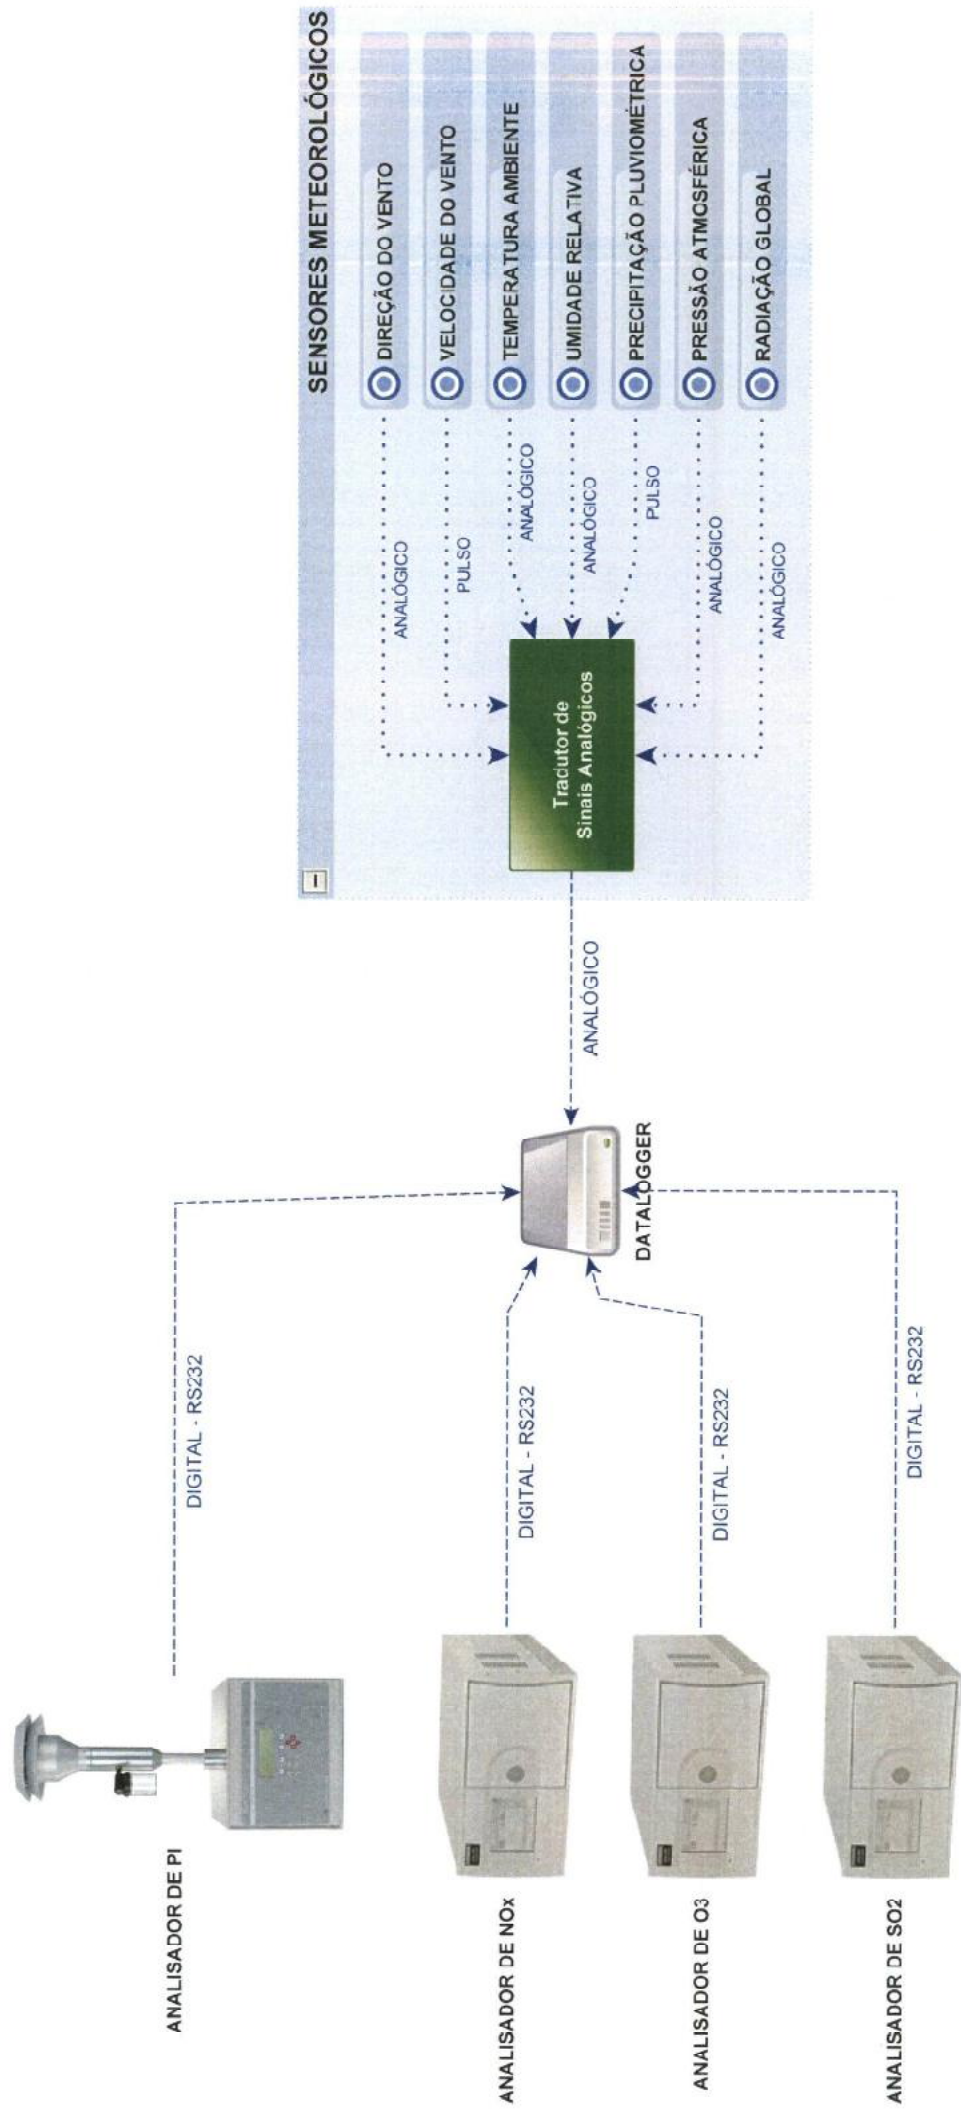 ANALISADOR DE PI
DIGITAL - RS232
ANALISADOR DE NOx
DIGITAL - RS232
ANALISADOR DE O3
DIGITAL - RS232
ANALISADOR DE SO2
DIGITAL - RS232
DATALOGGER
ANALÓGICO
SENSORES METEOROLÓGICOS
Tradutor de
Sinais Analógicos
ANALÓGICO
DIREÇÃO DO VENTO
PULSO
VELOCIDADE DO VENTO
ANALÓGICO
TEMPERATURA AMBIENTE
ANALÓGICO
UMIDADE RELATIVA
PULSO
PRECIPITAÇÃO PLUVIOMÉTRICA
ANALÓGICO
PRESSÃO ATMOSFÉRICA
ANALÓGICO
RADIAÇÃO GLOBAL